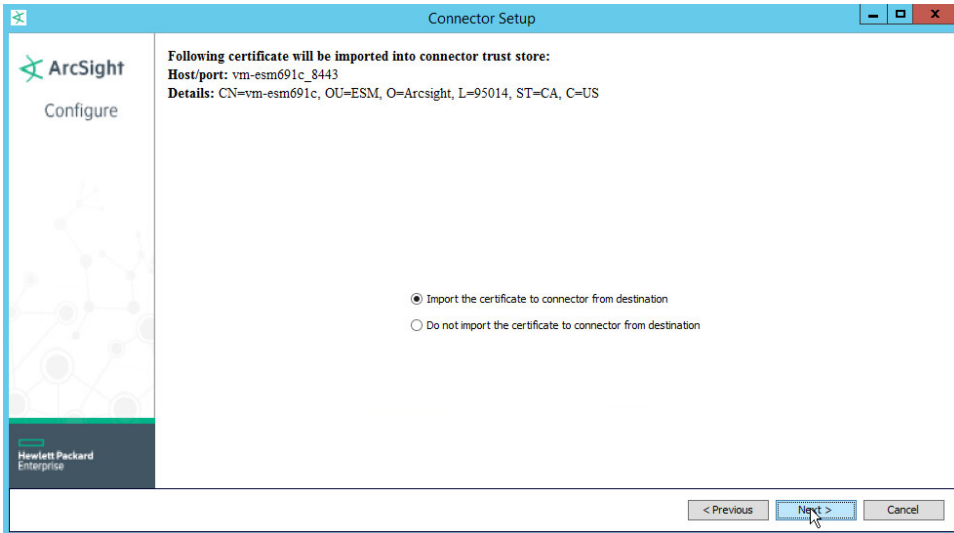 Connector Setup
ArcSight
Configure
Following certificate will be imported into connector trust store:
Host/port: vm-esm691c_8443
Details: CN=vm-esm691c, OU=ESM, O=Arcsight, L=95014, ST=CA, C=US
Import the certificate to connector from destination
Do not import the certificate to connector from destination
Hewlett Packard
Enterprise
< Previous
Next >
Cancel